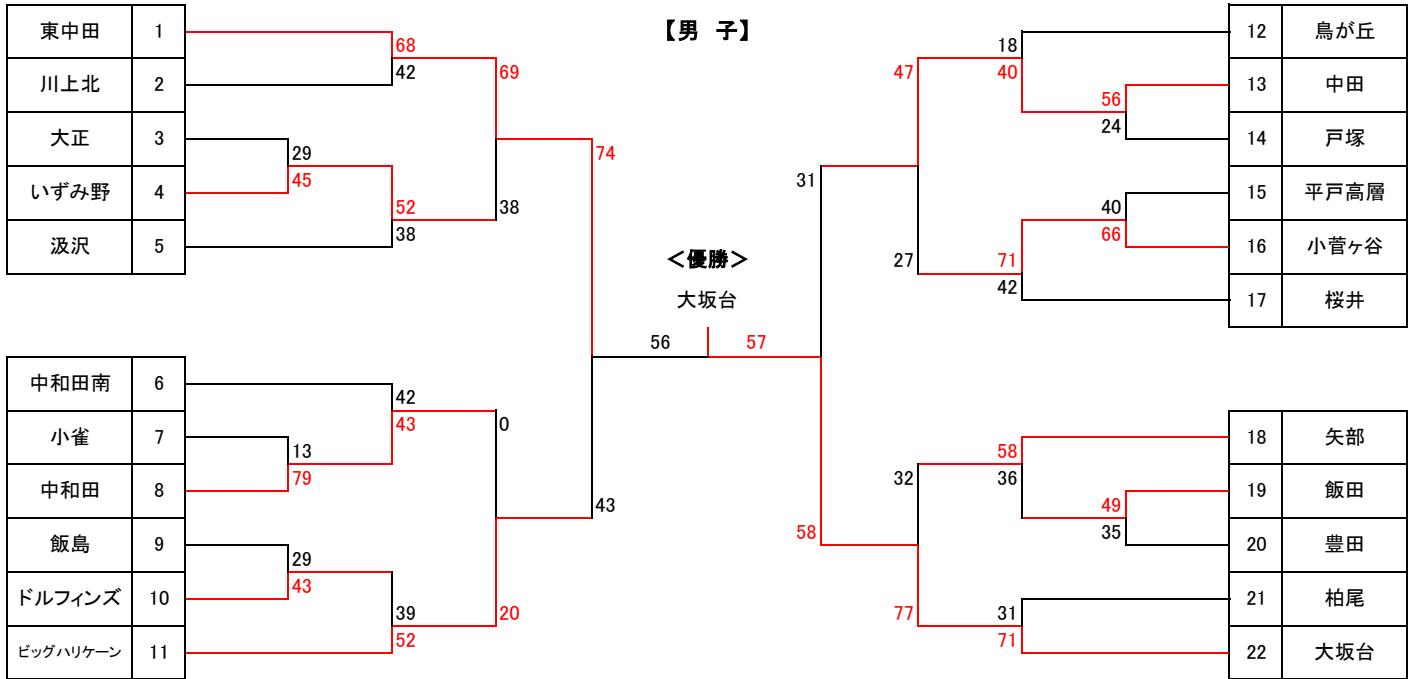 【男 子】
東中田 1
川上北 2
大正 3
いずみ野 4
汲沢 5
68
42
29
45
52
38
69
38
74
中和田南 6
小雀 7
中和田 8
飯島 9
ドルフィンズ 10
ビッグハリケーン 11
42
43
13
79
29
43
39
52
0
20
43
<優勝>
大坂台
56 57
12 鳥が丘
13 中田
14 戸塚
15 平戸高層
16 小菅ヶ谷
17 桜井
18
40
56
24
40
66
71
42
47
27
31
18 矢部
19 飯田
20 豊田
21 柏尾
22 大坂台
58
36
49
35
31
71
32
77
58